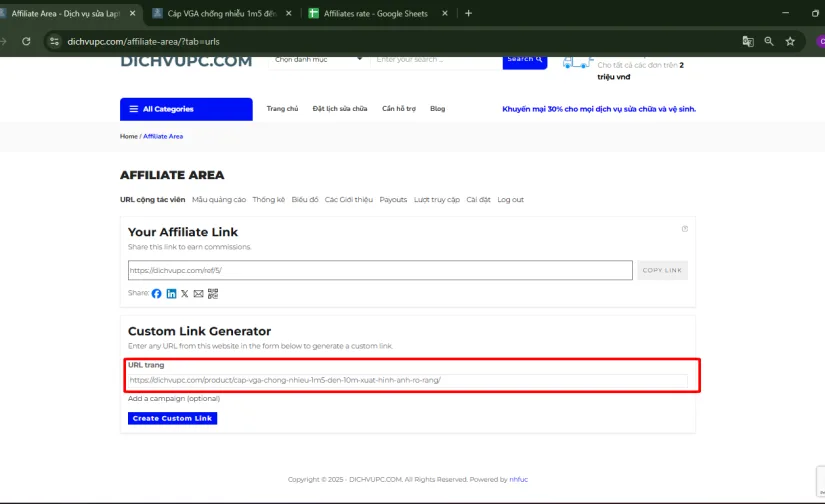 Affiliate Area - Dịch vụ sửa Lap
Cáp VGA chống nhiễu 1m5 đến
Affiliates rate - Google Sheets
dichvupc.com/affiliate-area/?tab=urls
DICHVUPC.COM
Chọn danh mục
Enter your search ...
Search
Cho tất cả các đơn trên 2
triệu vnđ
All Categories
Trang chủ
Đặt lịch sửa chữa
Cần hỗ trợ
Blog
Khuyến mại 30% cho mọi dịch vụ sửa chữa và vệ sinh.
Home / Affiliate Area
AFFILIATE AREA
URL cộng tác viên
Mẫu quảng cáo
Thống kê
Biểu đồ
Các Giới thiệu
Payouts
Lượt truy cập
Cài đặt
Log out
Your Affiliate Link
Share this link to earn commissions.
https://dichvupc.com/ref/5/
COPY LINK
Share:
Custom Link Generator
Enter any URL from this website in the form below to generate a custom link.
URL trang
https://dichvupc.com/product/cap-vga-chong-nhieu-1m5-den-10m-xuat-hinh-anh-ro-rang/
Add a campaign (optional)
Create Custom Link
Copyright © 2025 - DICHVUPC.COM. All Rights Reserved. Powered by nhfuc